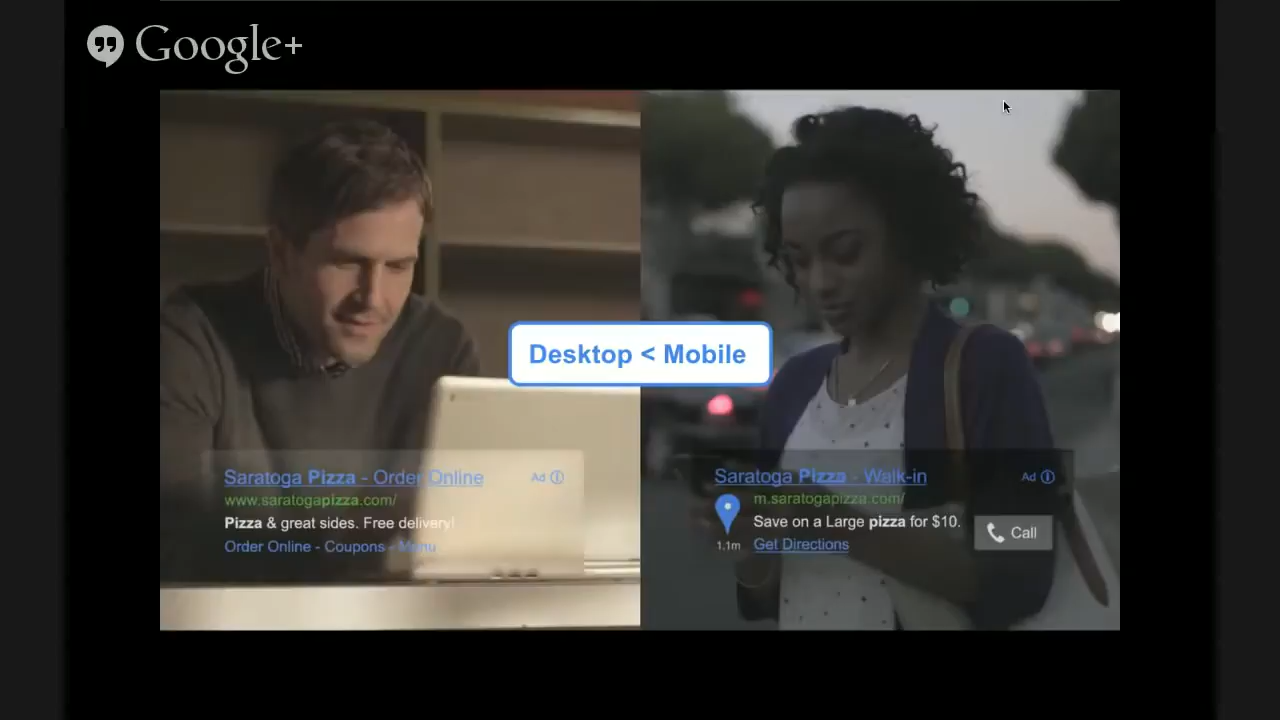 Google+
Desktop < Mobile
Saratoga Pizza - Order Online
Ad
www.saratogapizza.com/
Pizza & great sides. Free delivery!
Order Online - Coupons - Menu
Saratoga Pizza - Walk-in
Ad
m.saratogapizza.com/
Save on a Large pizza for $10.
1.1m
Get Directions
Call